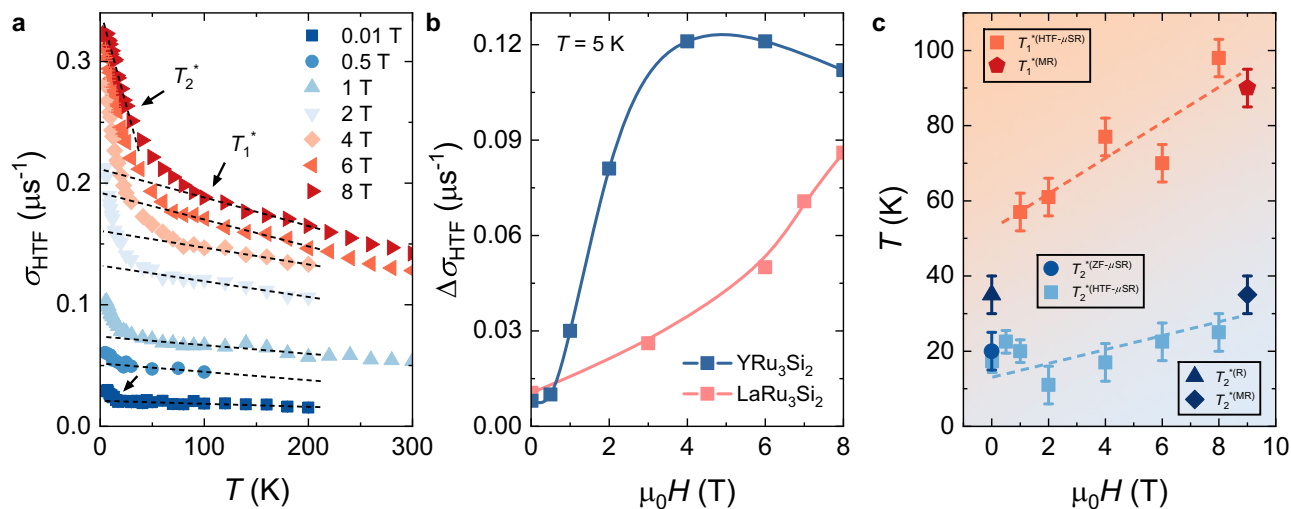 a
σHTF (μs⁻¹)
0.3
0.2
0.1
0.0
0
100
200
300
T (K)
T₂*
T₁*
0.01 T
0.5 T
1 T
2 T
4 T
6 T
8 T
b
ΔσHTF (μs⁻¹)
0.12
0.09
0.06
0.03
0.00
0
2
4
6
8
μ₀H (T)
T = 5 K
YRu₃Si₂
LaRu₃Si₂
c
T (K)
100
80
60
40
20
0
0
2
4
6
8
10
μ₀H (T)
T₁*(HTF-μSR)
T₁*(MR)
T₂*(ZF-μSR)
T₂*(HTF-μSR)
T₂*(R)
T₂*(MR)